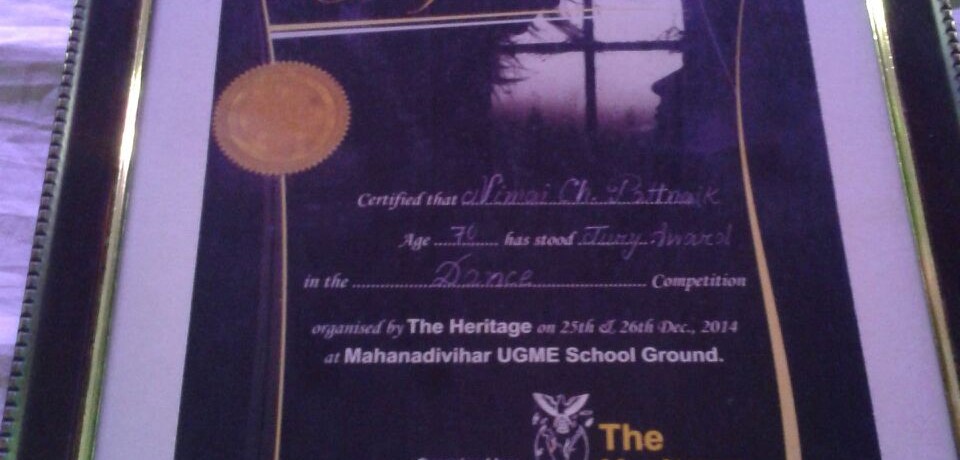 Certified that Nimai Ch. Pattnaik
Age 70 has stood Jury Award
in the Dance Competition
organised by The Heritage on 25th & 26th Dec., 2014
at Mahanadivihar UGME School Ground.
The